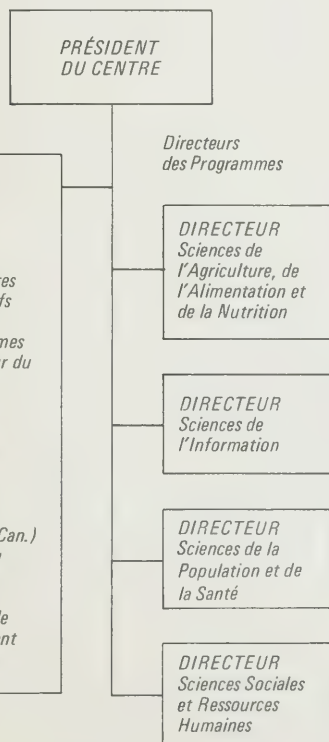 PRÉSIDENT
DU CENTRE
Directeurs
des Programmes
DIRECTEUR
Sciences de
l'Agriculture, de
l'Alimentation et
de la Nutrition
DIRECTEUR
Sciences de
l'Information
(Can.)
DIRECTEUR
Sciences de la
Population et de
la Santé
DIRECTEUR
Sciences Sociales
et Ressources
Humaines